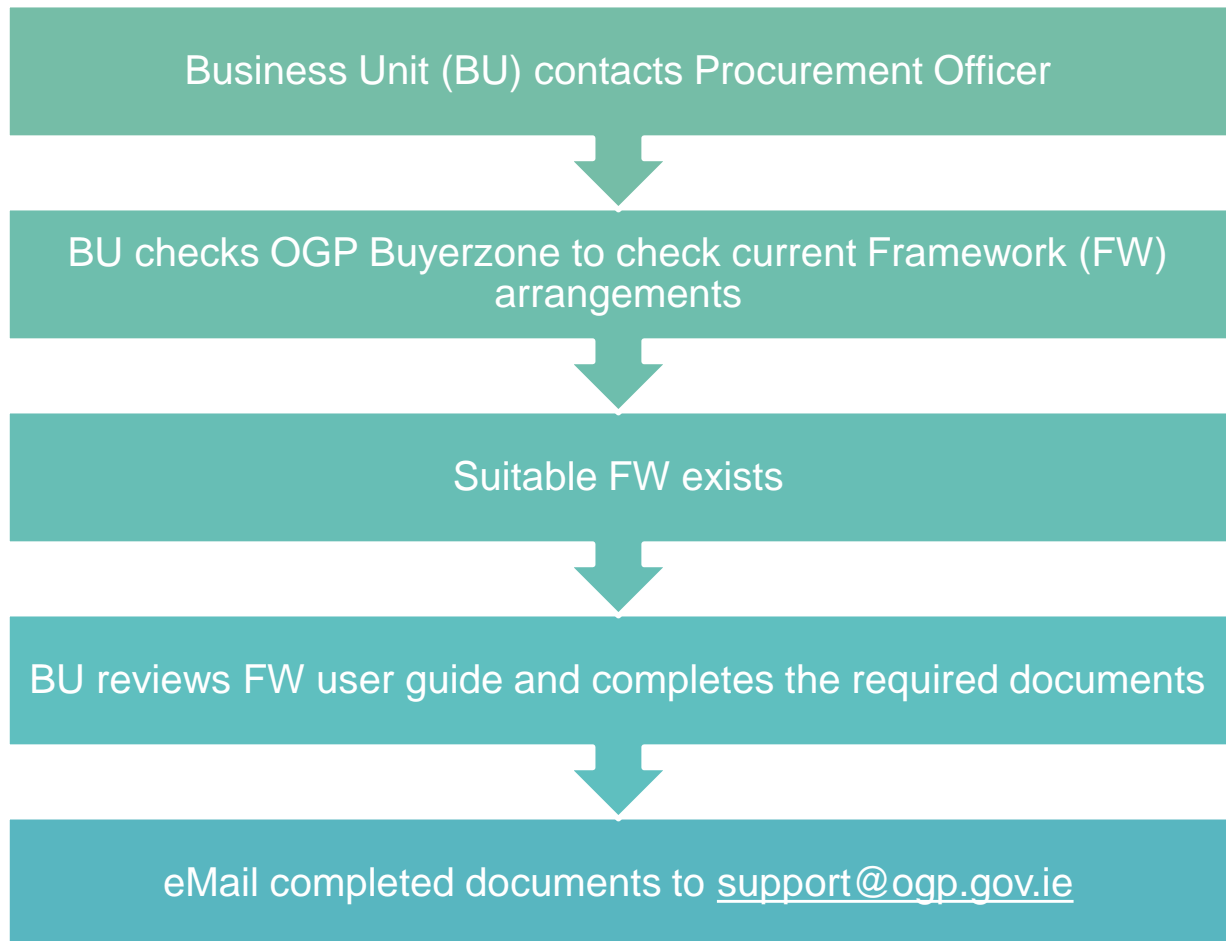 Business Unit (BU) contacts Procurement Officer
BU checks OGP Buyerzone to check current Framework (FW)
arrangements
Suitable FW exists
BU reviews FW user guide and completes the required documents
eMail completed documents to support@ogp.gov.ie